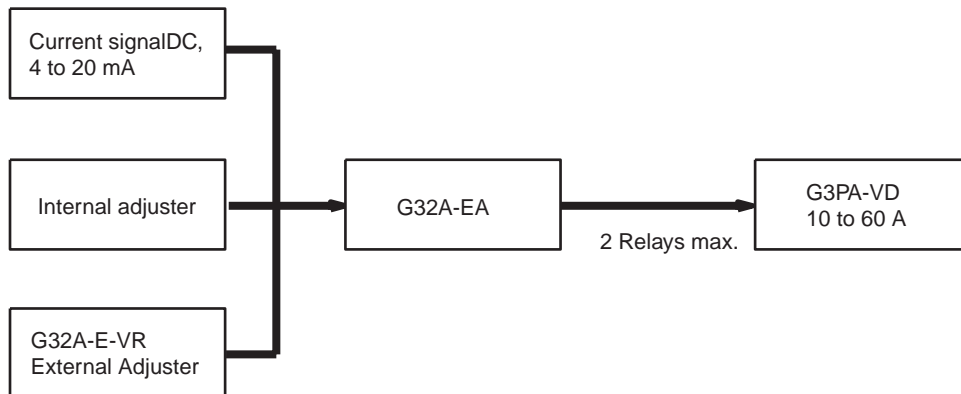 Current signalDC,
4 to 20 mA
Internal adjuster
G32A-E-VR
External Adjuster
G32A-EA
2 Relays max.
G3PA-VD
10 to 60 A